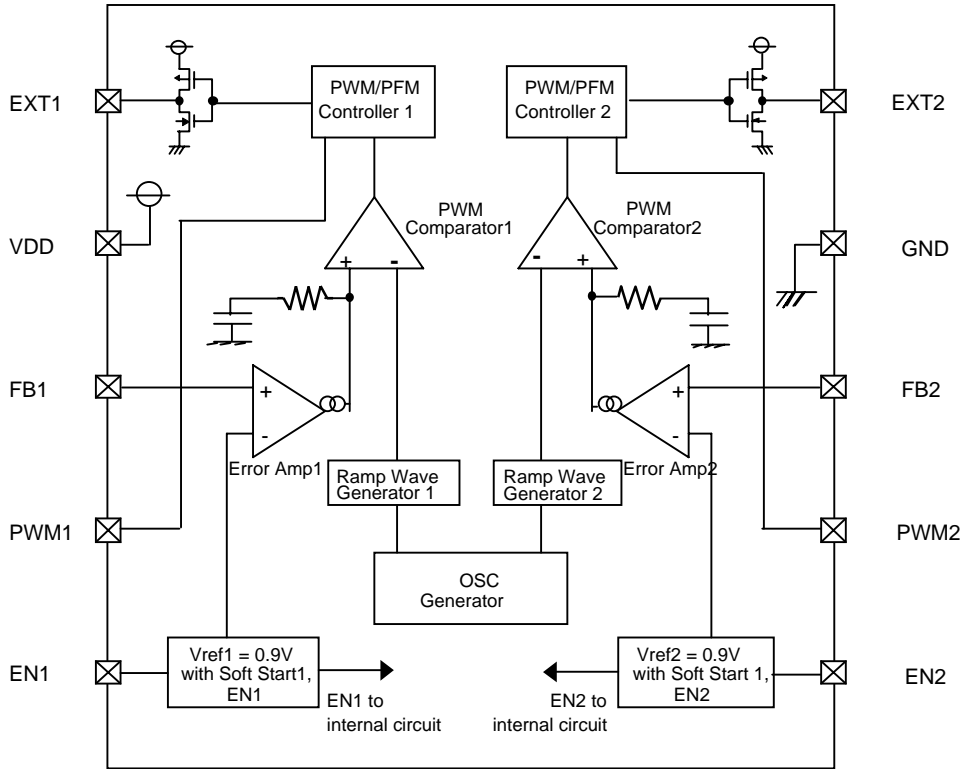 EXT1
PWM/PFM
Controller 1
PWM/PFM
Controller 2
EXT2
VDD
PWM
Comparator1
PWM
Comparator2
GND
+ -
- +
FB1
+
-
Error Amp1
+
-
Error Amp2
FB2
Ramp Wave
Generator 1
Ramp Wave
Generator 2
PWM1
PWM2
OSC
Generator
EN1
Vref1 = 0.9V
with Soft Start1,
EN1
EN1 to
internal circuit
EN2 to
internal circuit
Vref2 = 0.9V
with Soft Start 1,
EN2
EN2